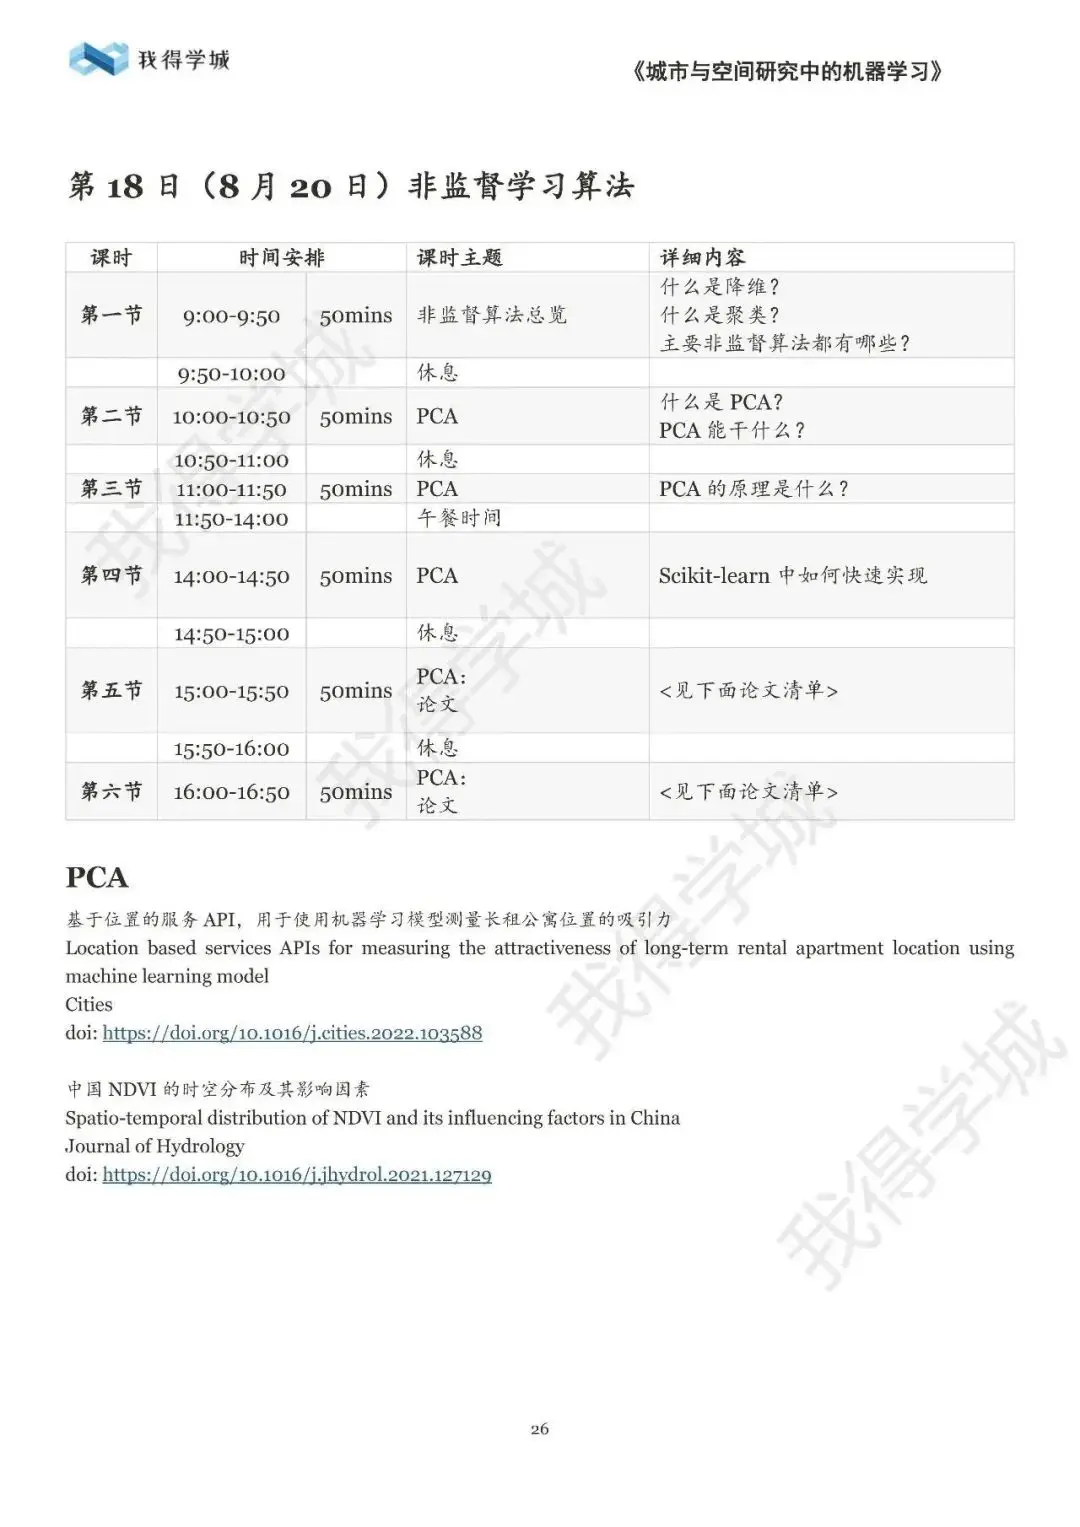 我得学城
《城市与空间研究中的机器学习》
第 18 日（8 月 20 日）非监督学习算法
课时 时间安排 课时主题 详细内容
第一节 9:00-9:50 50mins 非监督算法总览 什么是降维？
什么是聚类？
主要非监督算法都有哪些？
9:50-10:00 休息
第二节 10:00-10:50 50mins PCA 什么是 PCA？
PCA 能干什么？
10:50-11:00 休息
第三节 11:00-11:50 50mins PCA PCA 的原理是什么？
11:50-14:00 午餐时间
第四节 14:00-14:50 50mins PCA Scikit-learn 中如何快速实现
14:50-15:00 休息
第五节 15:00-15:50 50mins PCA：
论文 <见下面论文清单>
15:50-16:00 休息
第六节 16:00-16:50 50mins PCA：
论文 <见下面论文清单>
PCA
基于位置的服务 API，用于使用机器学习模型测量长租公寓位置的吸引力
Location based services APIs for measuring the attractiveness of long-term rental apartment location using
machine learning model
Cities
doi: https://doi.org/10.1016/j.cities.2022.103588
中国 NDVI 的时空分布及其影响因素
Spatio-temporal distribution of NDVI and its influencing factors in China
Journal of Hydrology
doi: https://doi.org/10.1016/j.jhydrol.2021.127129
我得学城
我得学城
我得学城
我得学城
26